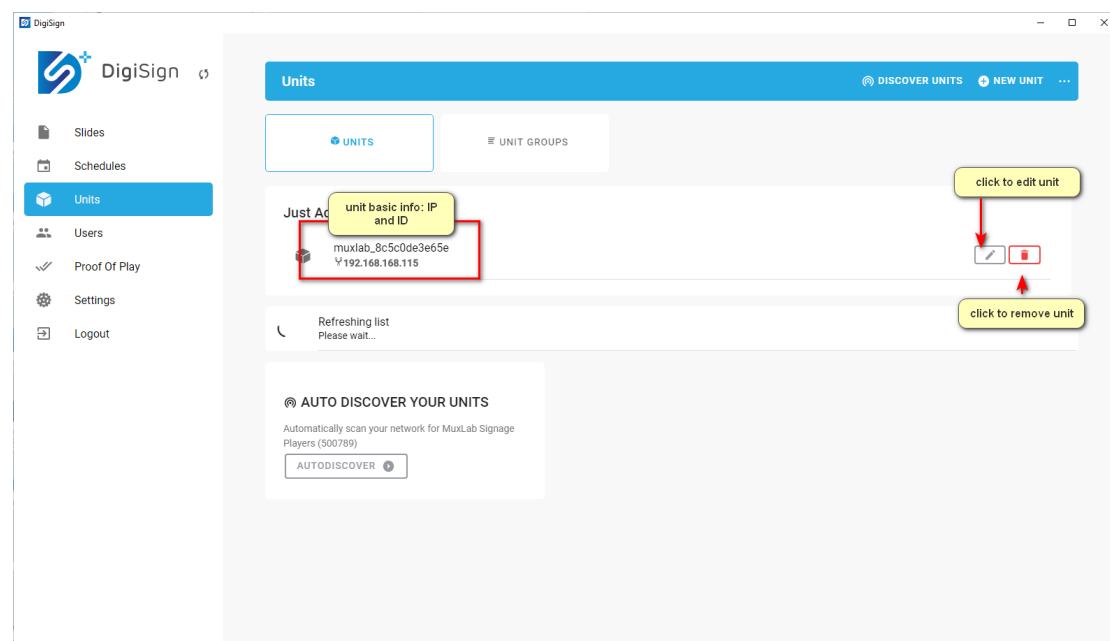 DigiSign
DigiSign
Slides
Schedules
Units
Users
Proof Of Play
Settings
Logout
Units
DISCOVER UNITS
NEW UNIT
UNITS
UNIT GROUPS
click to edit unit
Just
unit basic info: IP
and ID
muxlab_8c5c0de3e65e
192.168.168.115
click to remove unit
Refreshing list
Please wait...
AUTO DISCOVER YOUR UNITS
Automatically scan your network for MuxLab Signage
Players (500789)
AUTODISCOVER